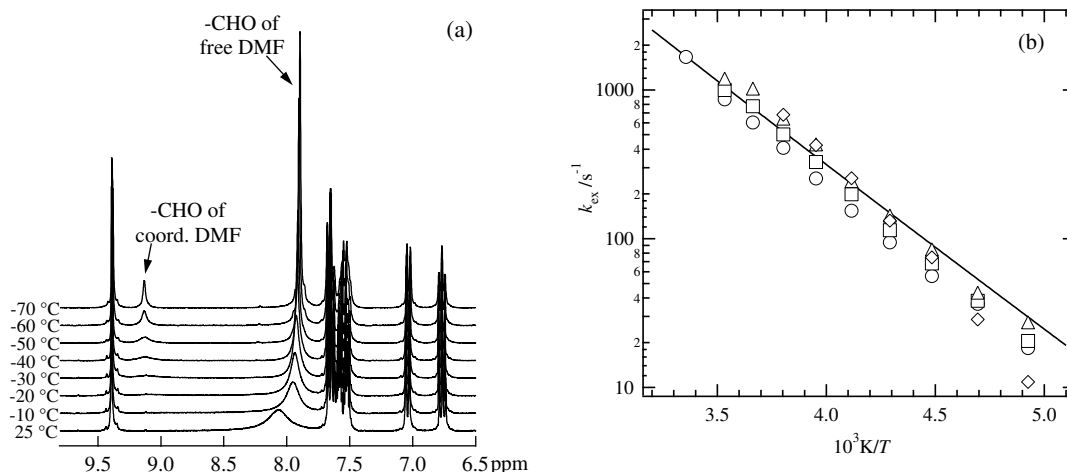 -CHO of
free DMF
(a)
-CHO of
coord. DMF
-70 °C
-60 °C
-50 °C
-40 °C
-30 °C
-20 °C
-10 °C
25 °C
9.5 9.0 8.5 8.0 7.5 7.0 6.5 ppm
(b)
2
1000
8
6
4
2
100
8
6
4
2
10
k_ex /s^-1
3.5 4.0 4.5 5.0
10^3K/T